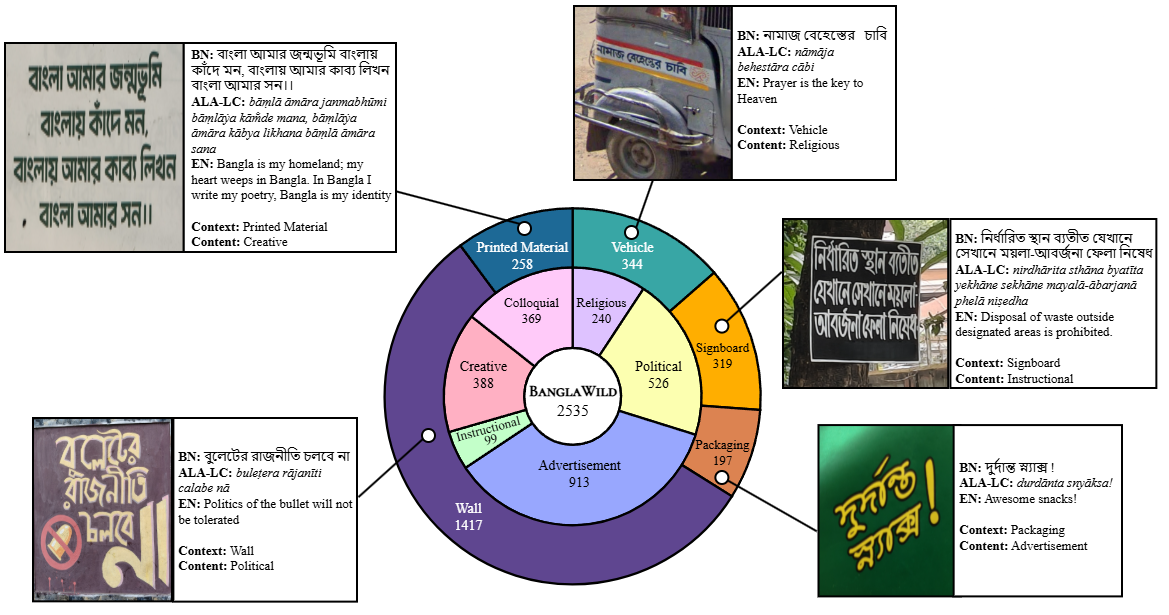 বাংলা আমার জন্মভূমি
বাংলায় কাঁদে মন,
বাংলায় আমার কাব্য লিখন
বাংলা আমার সন।।
BN: বাংলা আমার জন্মভূমি বাংলায়
কাঁদে মন, বাংলায় আমার কাব্য লিখন
বাংলা আমার সন।।
ALA-LC: bāṃlā āmāra janmabhūmi
bāṃlāẏa kām̐de mana, bāṃlāẏa
āmāra kābya likhana bāṃlā āmāra
sana
EN: Bangla is my homeland; my
heart weeps in Bangla. In Bangla I
write my poetry, Bangla is my identity
Context: Printed Material
Content: Creative
নামাজ বেহেস্তের চাবি
BN: নামাজ বেহেস্তের চাবি
ALA-LC: nāmāja
behestāra cābi
EN: Prayer is the key to
Heaven
Context: Vehicle
Content: Religious
নির্ধারিত স্থান ব্যতীত
যেখানে সেখানে ময়লা
আবর্জনা ফেলা নিষেধ
BN: নির্ধারিত স্থান ব্যতীত যেখানে
সেখানে ময়লা-আবর্জনা ফেলা নিষেধ
ALA-LC: nirdhārita sthāna byatīta
yekhāne sekhāne mayalā-ābarjanā
phelā niṣedha
EN: Disposal of waste outside
designated areas is prohibited.
Context: Signboard
Content: Instructional
Printed Material
258
Vehicle
344
Signboard
319
Packaging
197
Wall
1417
Colloquial
369
Religious
240
Creative
388
Political
526
Instructional
99
Advertisement
913
BANGLAWILD
2535
বুলেটের
রাজনীতি
চলবে
না
BN: বুলেটের রাজনীতি চলবে না
ALA-LC: buleṭera rājanīti
calabe nā
EN: Politics of the bullet will not
be tolerated
Context: Wall
Content: Political
দুর্দান্ত
স্ন্যাক্স!
BN: দুর্দান্ত স্ন্যাক্স !
ALA-LC: durdānta snyāksa!
EN: Awesome snacks!
Context: Packaging
Content: Advertisement